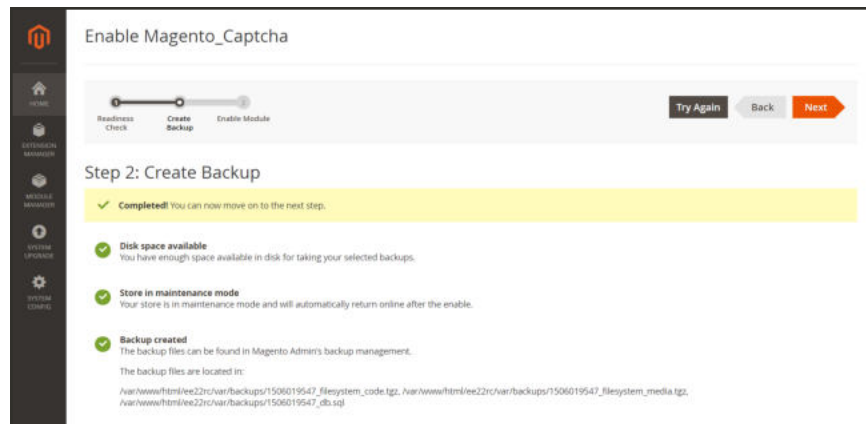 Enable Magento_Captcha
HOME
EXTENSION
MANAGER
MODULE
MANAGER
SYSTEM
UPGRADE
SYSTEM
CONFIG
1
3
Readiness
Check
Create
Backup
Enable Module
Try Again
Back
Next
Step 2: Create Backup
Completed! You can now move on to the next step.
Disk space available
You have enough space available in disk for taking your selected backups.
Store in maintenance mode
Your store is in maintenance mode and will automatically return online after the enable.
Backup created
The backup files can be found in Magento Admin's backup management.
The backup files are located in:
/var/www/html/ee22rc/var/backups/1506019547_filesystem_code.tgz, /var/www/html/ee22rc/var/backups/1506019547_filesystem_media.tgz,
/var/www/html/ee22rc/var/backups/1506019547_db.sql